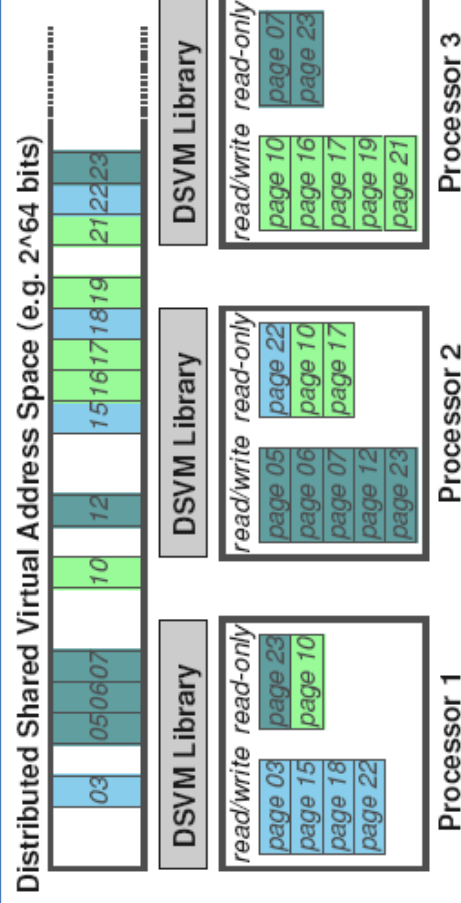 Distributed Shared Virtual Address Space (e.g. 2^64 bits)
03 05 06 07 10 12 15 16 17 18 19 21 22 23
DSVM Library
read/write read-only
page 03 page 23
page 15 page 10
page 18
page 22
Processor 1
DSVM Library
read/write read-only
page 05 page 22
page 06 page 10
page 07 page 17
page 12
page 23
Processor 2
DSVM Library
read/write read-only
page 10 page 07
page 16 page 23
page 17
page 19
page 21
Processor 3